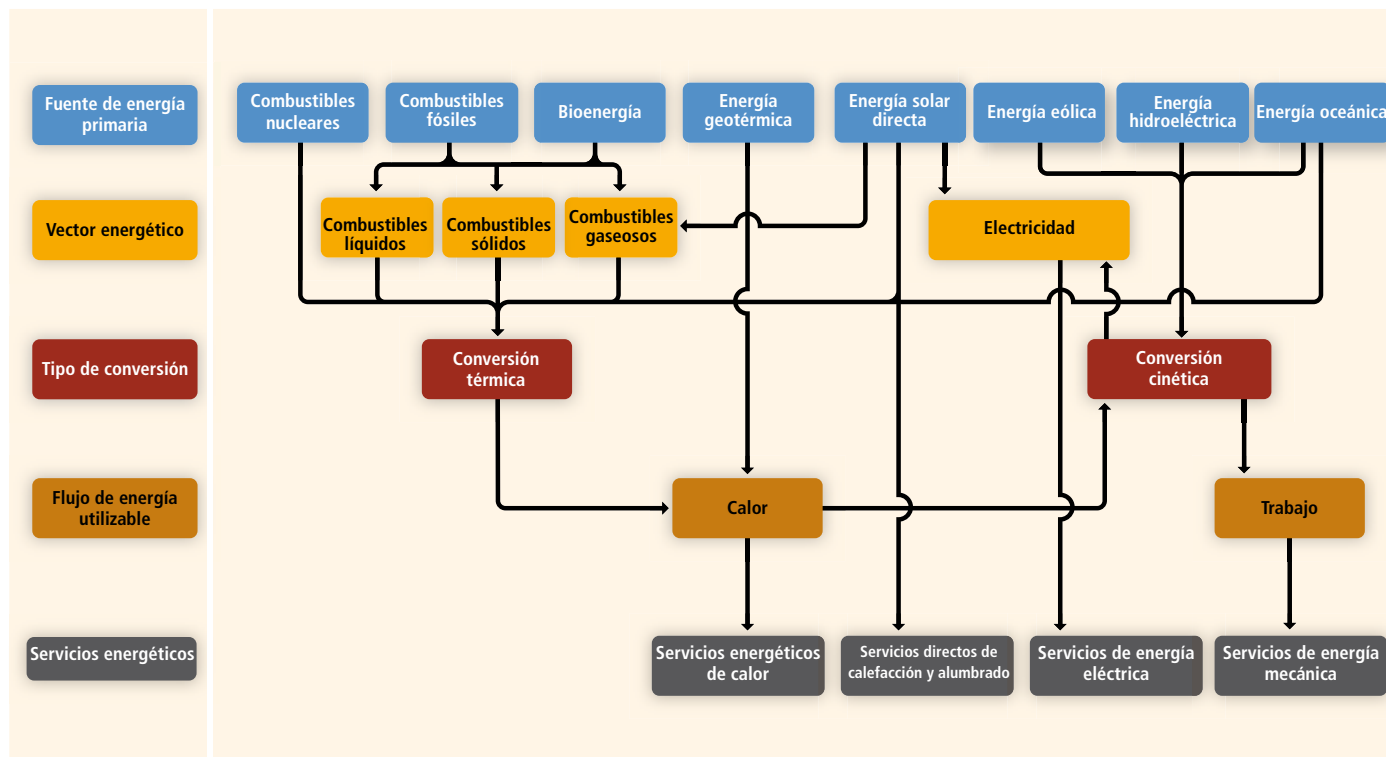 Fuente de energía
primaria
Combustibles
nucleares
Combustibles
fósiles
Bioenergía
Energía
geotérmica
Energía solar
directa
Energía eólica
Energía
hidroeléctrica
Energía oceánica
Vector energético
Combustibles
líquidos
Combustibles
sólidos
Combustibles
gaseosos
Electricidad
Tipo de conversión
Conversión
térmica
Conversión
cinética
Flujo de energía
utilizable
Calor
Trabajo
Servicios energéticos
Servicios energéticos
de calor
Servicios directos de
calefacción y alumbrado
Servicios de energía
eléctrica
Servicios de energía
mecánica